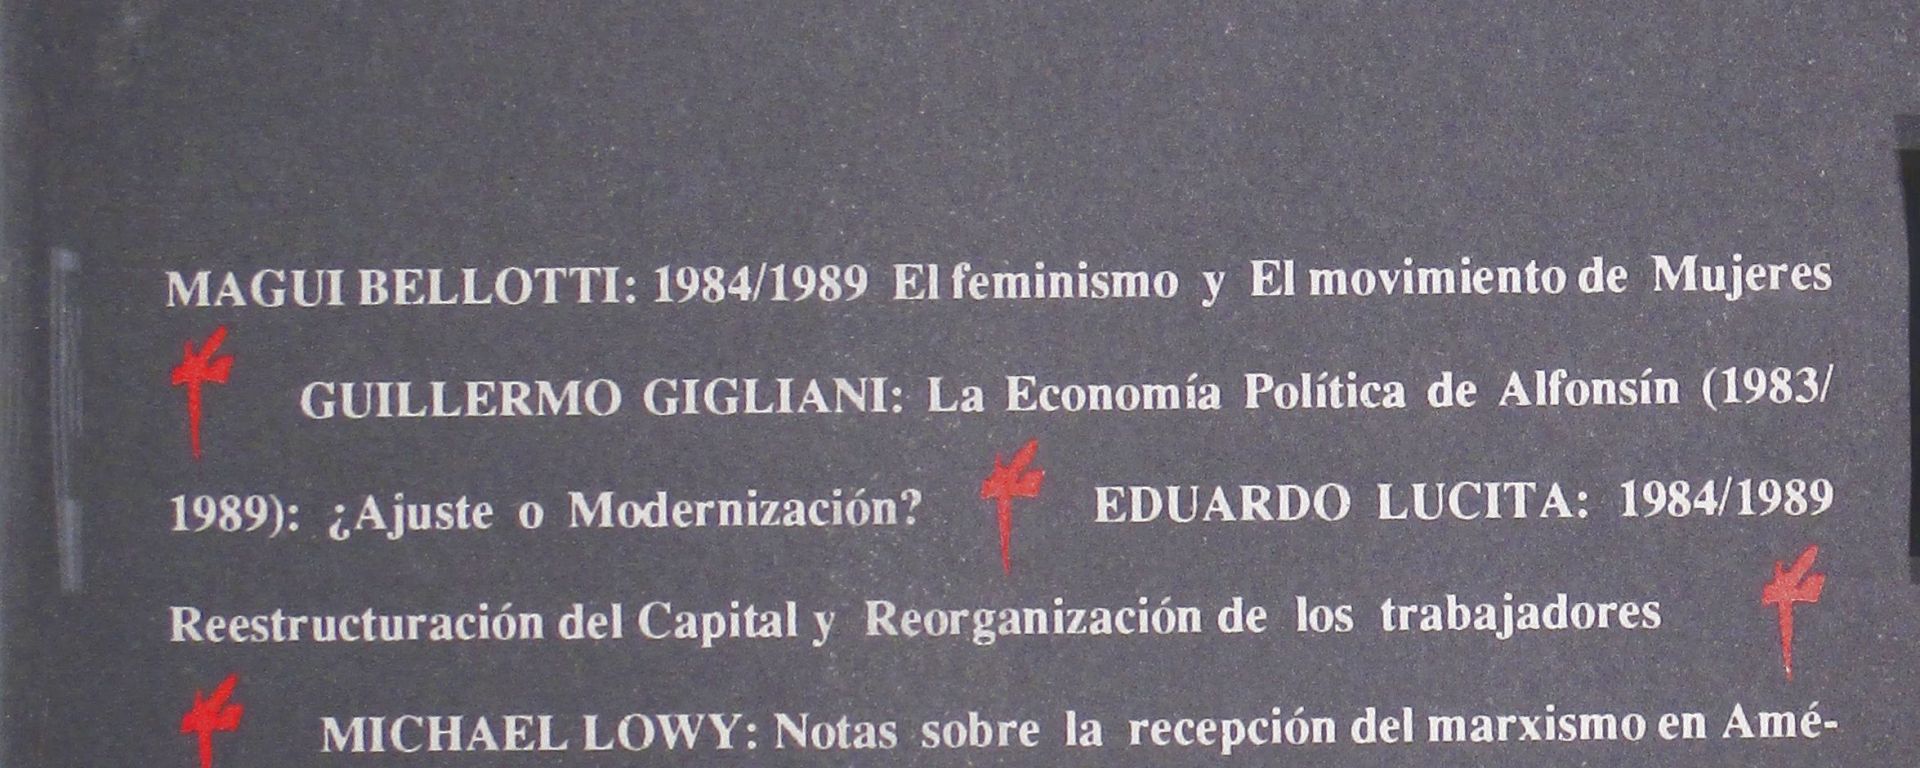 MAGUI BELLOTTI: 1984/1989 El feminismo y El movimiento de Mujeres
GUILLERMO GIGLIANI: La Economía Política de Alfonsín (1983/
1989): ¿Ajuste o Modernización? EDUARDO LUCITA: 1984/1989
Reestructuración del Capital y Reorganización de los trabajadores
MICHAEL LOWY: Notas sobre la recepción del marxismo en Amé-